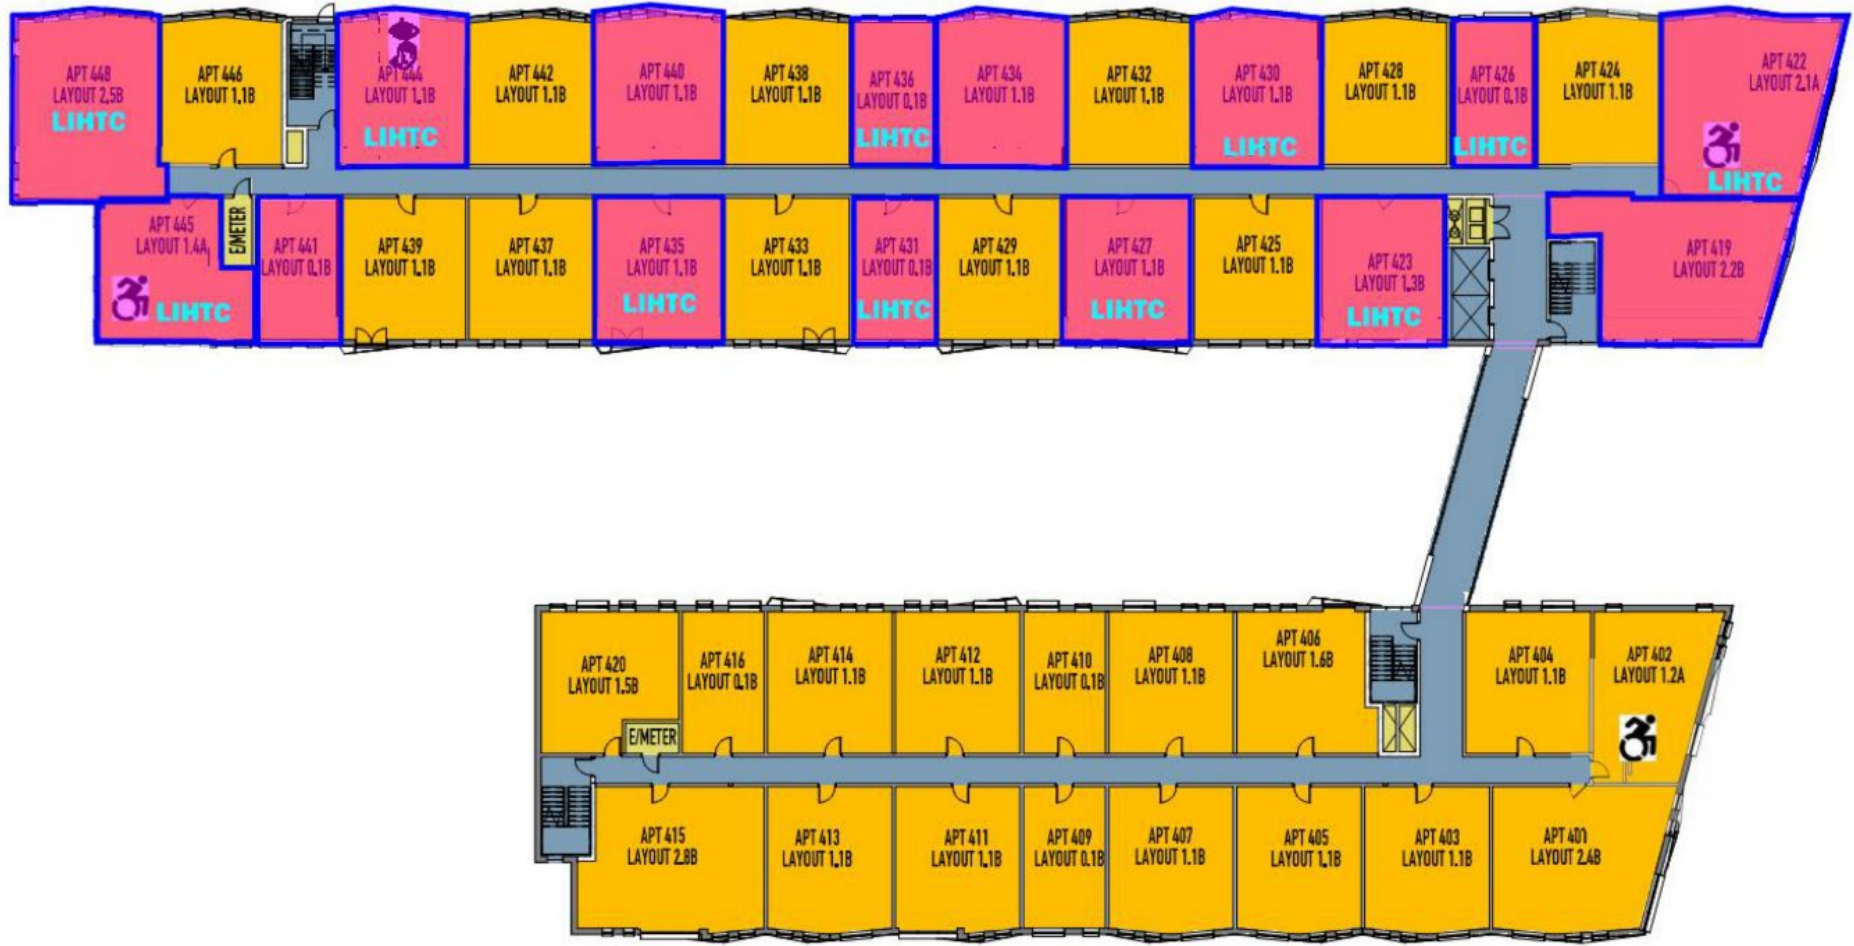 APT 448
LAYOUT 2.5B
LIHTC
APT 446
LAYOUT 1.1B
APT 444
LAYOUT 1.1B
LIHTC
APT 442
LAYOUT 1.1B
APT 440
LAYOUT 1.1B
APT 438
LAYOUT 1.1B
APT 436
LAYOUT 0.1B
LIHTC
APT 434
LAYOUT 1.1B
APT 432
LAYOUT 1.1B
APT 430
LAYOUT 1.1B
LIHTC
APT 428
LAYOUT 1.1B
APT 426
LAYOUT 0.1B
LIHTC
APT 424
LAYOUT 1.1B
APT 422
LAYOUT 2.1A
LIHTC
APT 445
LAYOUT 1.4A
LIHTC
E/METER
APT 441
LAYOUT 0.1B
APT 439
LAYOUT 1.1B
APT 437
LAYOUT 1.1B
APT 435
LAYOUT 1.1B
LIHTC
APT 433
LAYOUT 1.1B
APT 431
LAYOUT 0.1B
LIHTC
APT 429
LAYOUT 1.1B
APT 427
LAYOUT 1.1B
LIHTC
APT 425
LAYOUT 1.1B
APT 423
LAYOUT 1.3B
LIHTC
APT 419
LAYOUT 2.2B
APT 420
LAYOUT 1.5B
E/METER
APT 416
LAYOUT 0.1B
APT 414
LAYOUT 1.1B
APT 412
LAYOUT 1.1B
APT 410
LAYOUT 0.1B
APT 408
LAYOUT 1.1B
APT 406
LAYOUT 1.6B
APT 404
LAYOUT 1.1B
APT 402
LAYOUT 1.2A
APT 415
LAYOUT 2.8B
APT 413
LAYOUT 1.1B
APT 411
LAYOUT 1.1B
APT 409
LAYOUT 0.1B
APT 407
LAYOUT 1.1B
APT 405
LAYOUT 1.1B
APT 403
LAYOUT 1.1B
APT 401
LAYOUT 2.4B